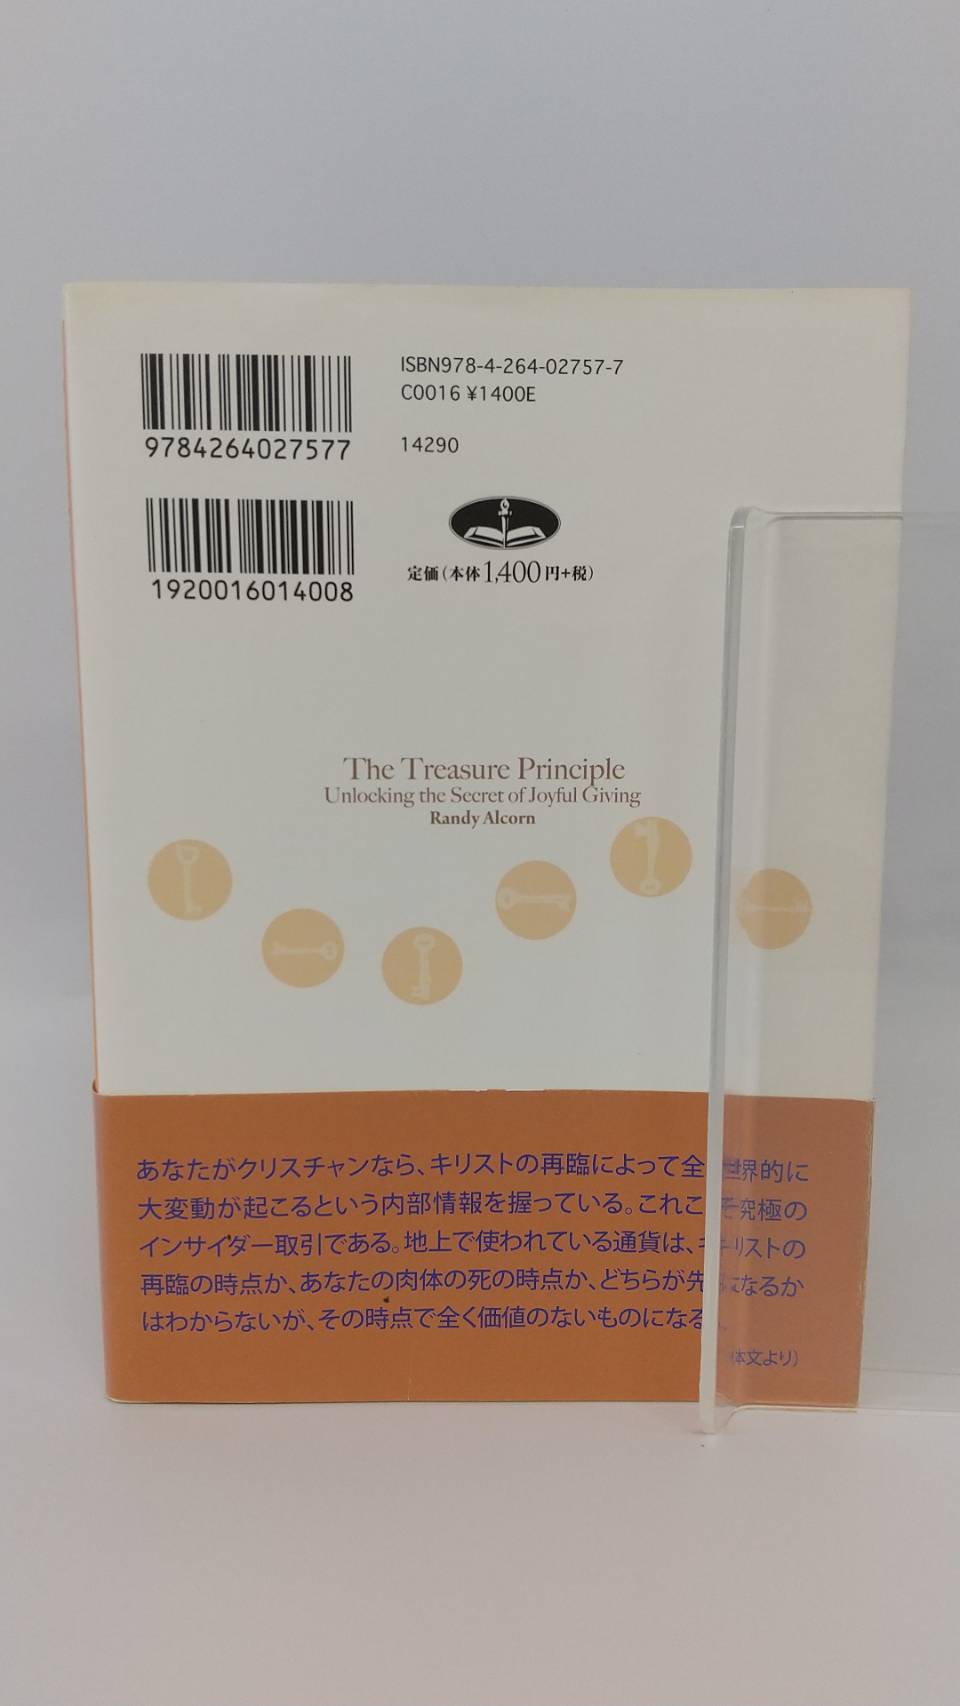 ISBN978-4-264-02757-7
C0016 ¥1400E
9784264027577
14290
1920016014008
定価(本体1,400円+税)
The Treasure Principle
Unlocking the Secret of Joyful Giving
Randy Alcorn
あなたがクリスチャンなら、キリストの再臨によって全世界的に
大変動が起こるという内部情報を握っている。これこそ究極の
インサイダー取引である。地上で使われている通貨は、キリストの
再臨の時点か、あなたの肉体の死の時点か、どちらが先になるか
はわからないが、その時点で全く価値のないものになる。
(本文より)